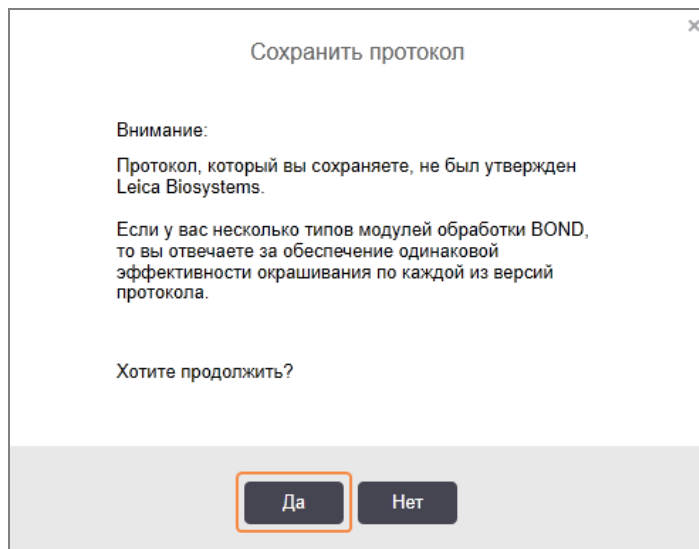 Сохранить протокол
Внимание:
Протокол, который вы сохраняете, не был утвержден
Leica Biosystems.
Если у вас несколько типов модулей обработки BOND,
то вы отвечаете за обеспечение одинаковой
эффективности окрашивания по каждой из версий
протокола.
Хотите продолжить?
Да Нет